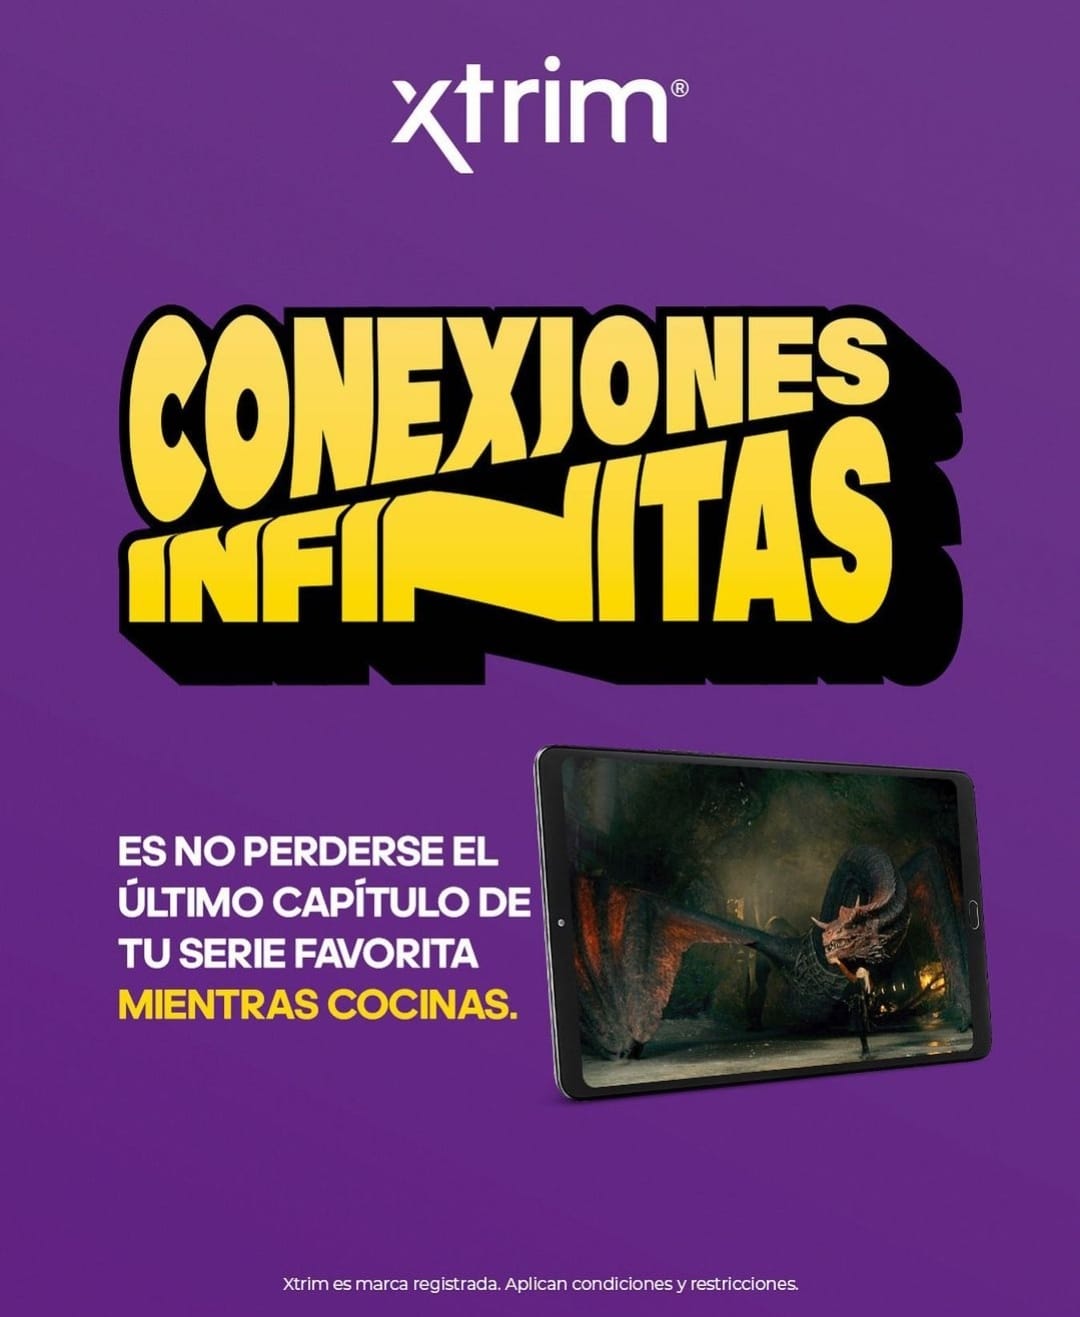 xtrim®
CONEXIONES
INFINITAS
ES NO PERDERSE EL
ÚLTIMO CAPÍTULO DE
TU SERIE FAVORITA
MIENTRAS COCINAS.
Xtrim es marca registrada. Aplican condiciones y restricciones.